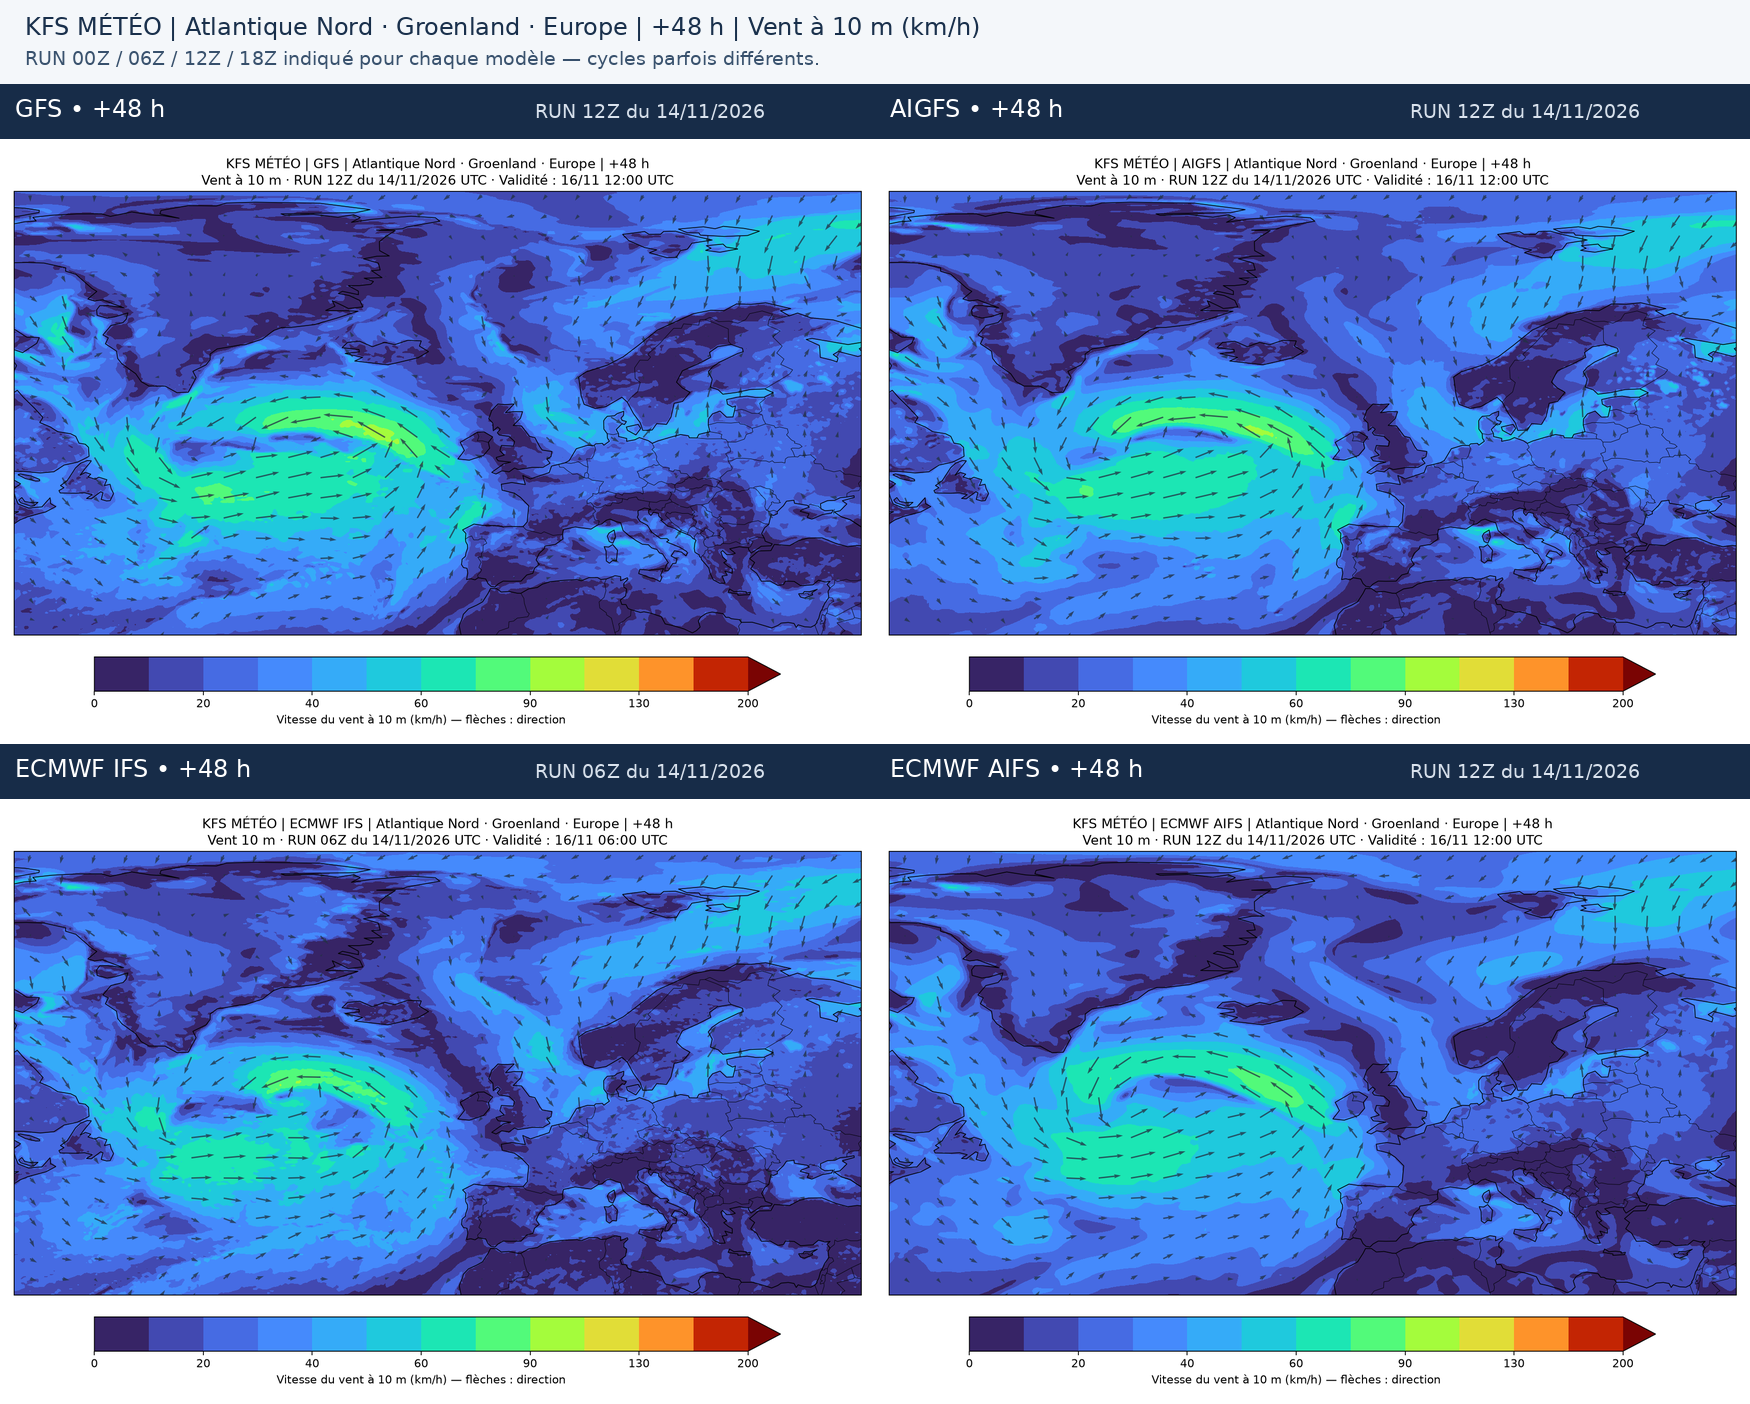 KFS MÉTÉO | Atlantique Nord · Groenland · Europe | +48 h | Vent à 10 m (km/h)
RUN 00Z / 06Z / 12Z / 18Z indiqué pour chaque modèle — cycles parfois différents.
GFS • +48 h
RUN 12Z du 14/11/2026
KFS MÉTÉO | GFS | Atlantique Nord · Groenland · Europe | +48 h
Vent à 10 m · RUN 12Z du 14/11/2026 UTC · Validité : 16/11 12:00 UTC
0 20 40 60 90 130 200
Vitesse du vent à 10 m (km/h) — flèches : direction
AIGFS • +48 h
RUN 12Z du 14/11/2026
KFS MÉTÉO | AIGFS | Atlantique Nord · Groenland · Europe | +48 h
Vent à 10 m · RUN 12Z du 14/11/2026 UTC · Validité : 16/11 12:00 UTC
0 20 40 60 90 130 200
Vitesse du vent à 10 m (km/h) — flèches : direction
ECMWF IFS • +48 h
RUN 06Z du 14/11/2026
KFS MÉTÉO | ECMWF IFS | Atlantique Nord · Groenland · Europe | +48 h
Vent 10 m · RUN 06Z du 14/11/2026 UTC · Validité : 16/11 06:00 UTC
0 20 40 60 90 130 200
Vitesse du vent à 10 m (km/h) — flèches : direction
ECMWF AIFS • +48 h
RUN 12Z du 14/11/2026
KFS MÉTÉO | ECMWF AIFS | Atlantique Nord · Groenland · Europe | +48 h
Vent 10 m · RUN 12Z du 14/11/2026 UTC · Validité : 16/11 12:00 UTC
0 20 40 60 90 130 200
Vitesse du vent à 10 m (km/h) — flèches : direction